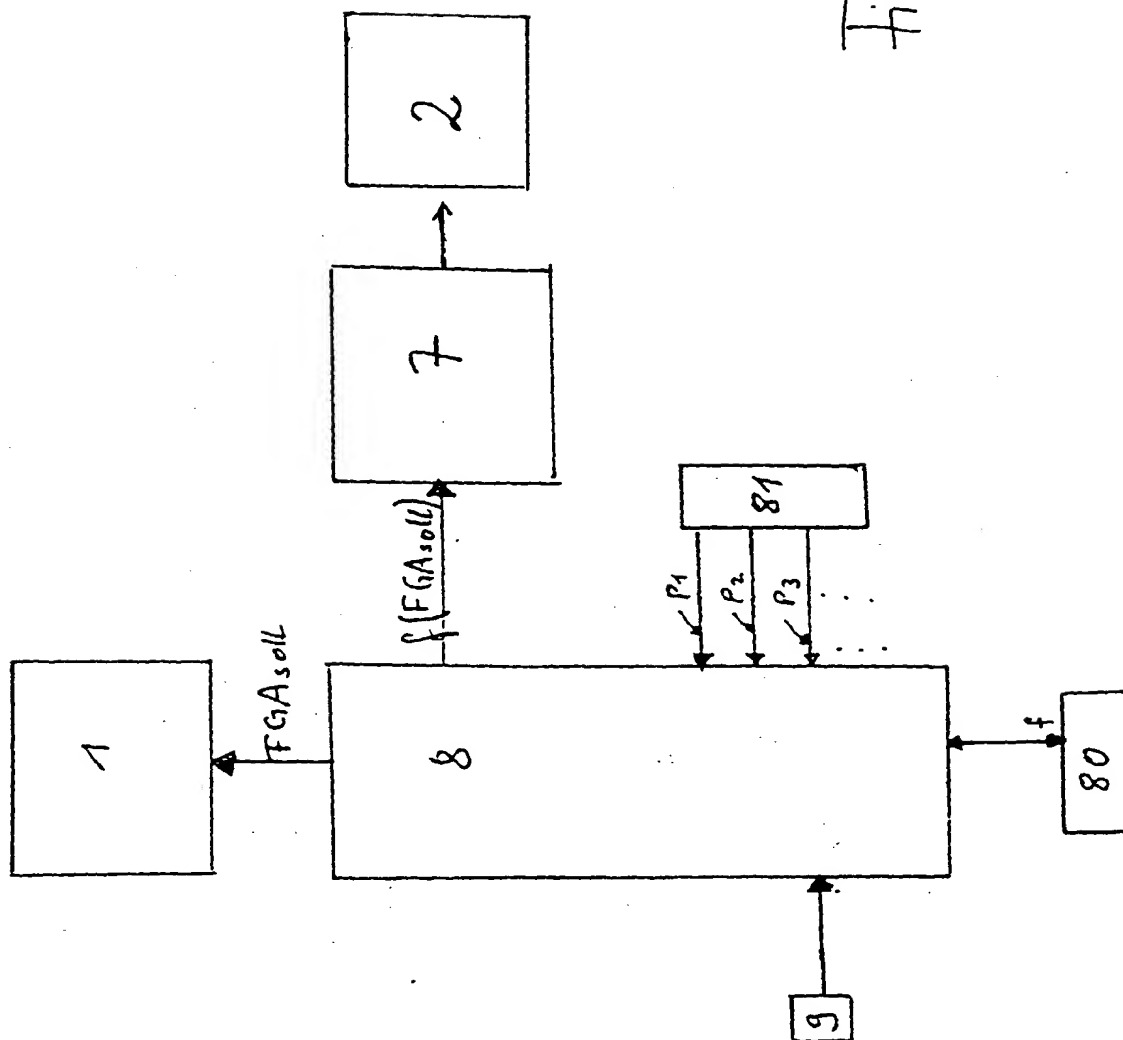 1
FGAsoll
f(FGAsoll)
8
7
2
P1
P2
81
P3
. . .
. . .
9
f
80